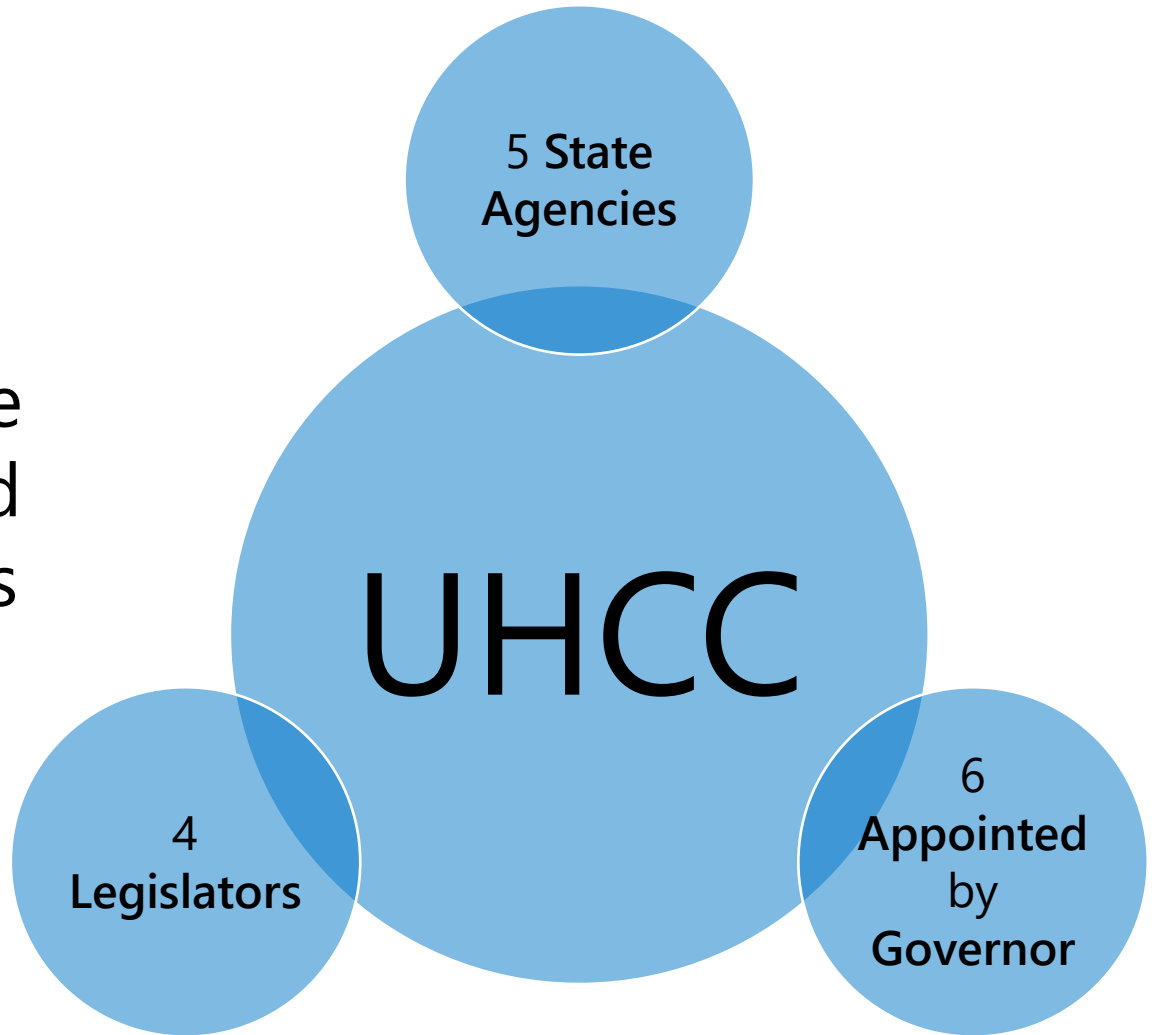 5 State
Agencies
UHCC
4
Legislators
6
Appointed
by
Governor